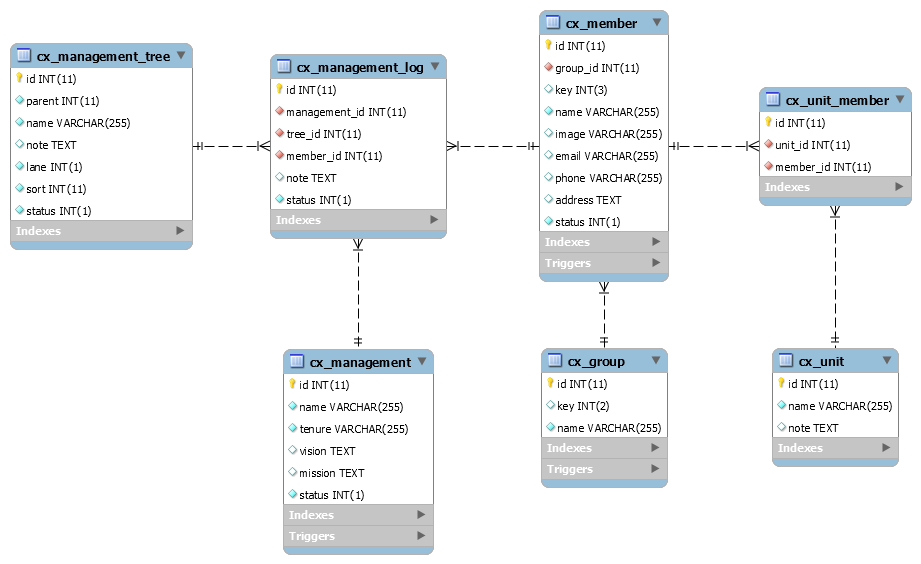 cx_management_tree
id INT(11)
parent INT(11)
name VARCHAR(255)
note TEXT
lane INT(1)
sort INT(11)
status INT(1)
Indexes
cx_management_log
id INT(11)
management_id INT(11)
tree_id INT(11)
member_id INT(11)
note TEXT
status INT(1)
Indexes
cx_member
id INT(11)
group_id INT(11)
key INT(3)
name VARCHAR(255)
image VARCHAR(255)
email VARCHAR(255)
phone VARCHAR(255)
address TEXT
status INT(1)
Indexes
Triggers
cx_unit_member
id INT(11)
unit_id INT(11)
member_id INT(11)
Indexes
cx_management
id INT(11)
name VARCHAR(255)
tenure VARCHAR(255)
vision TEXT
mission TEXT
status INT(1)
Indexes
Triggers
cx_group
id INT(11)
key INT(2)
name VARCHAR(255)
Indexes
Triggers
cx_unit
id INT(11)
name VARCHAR(255)
note TEXT
Indexes